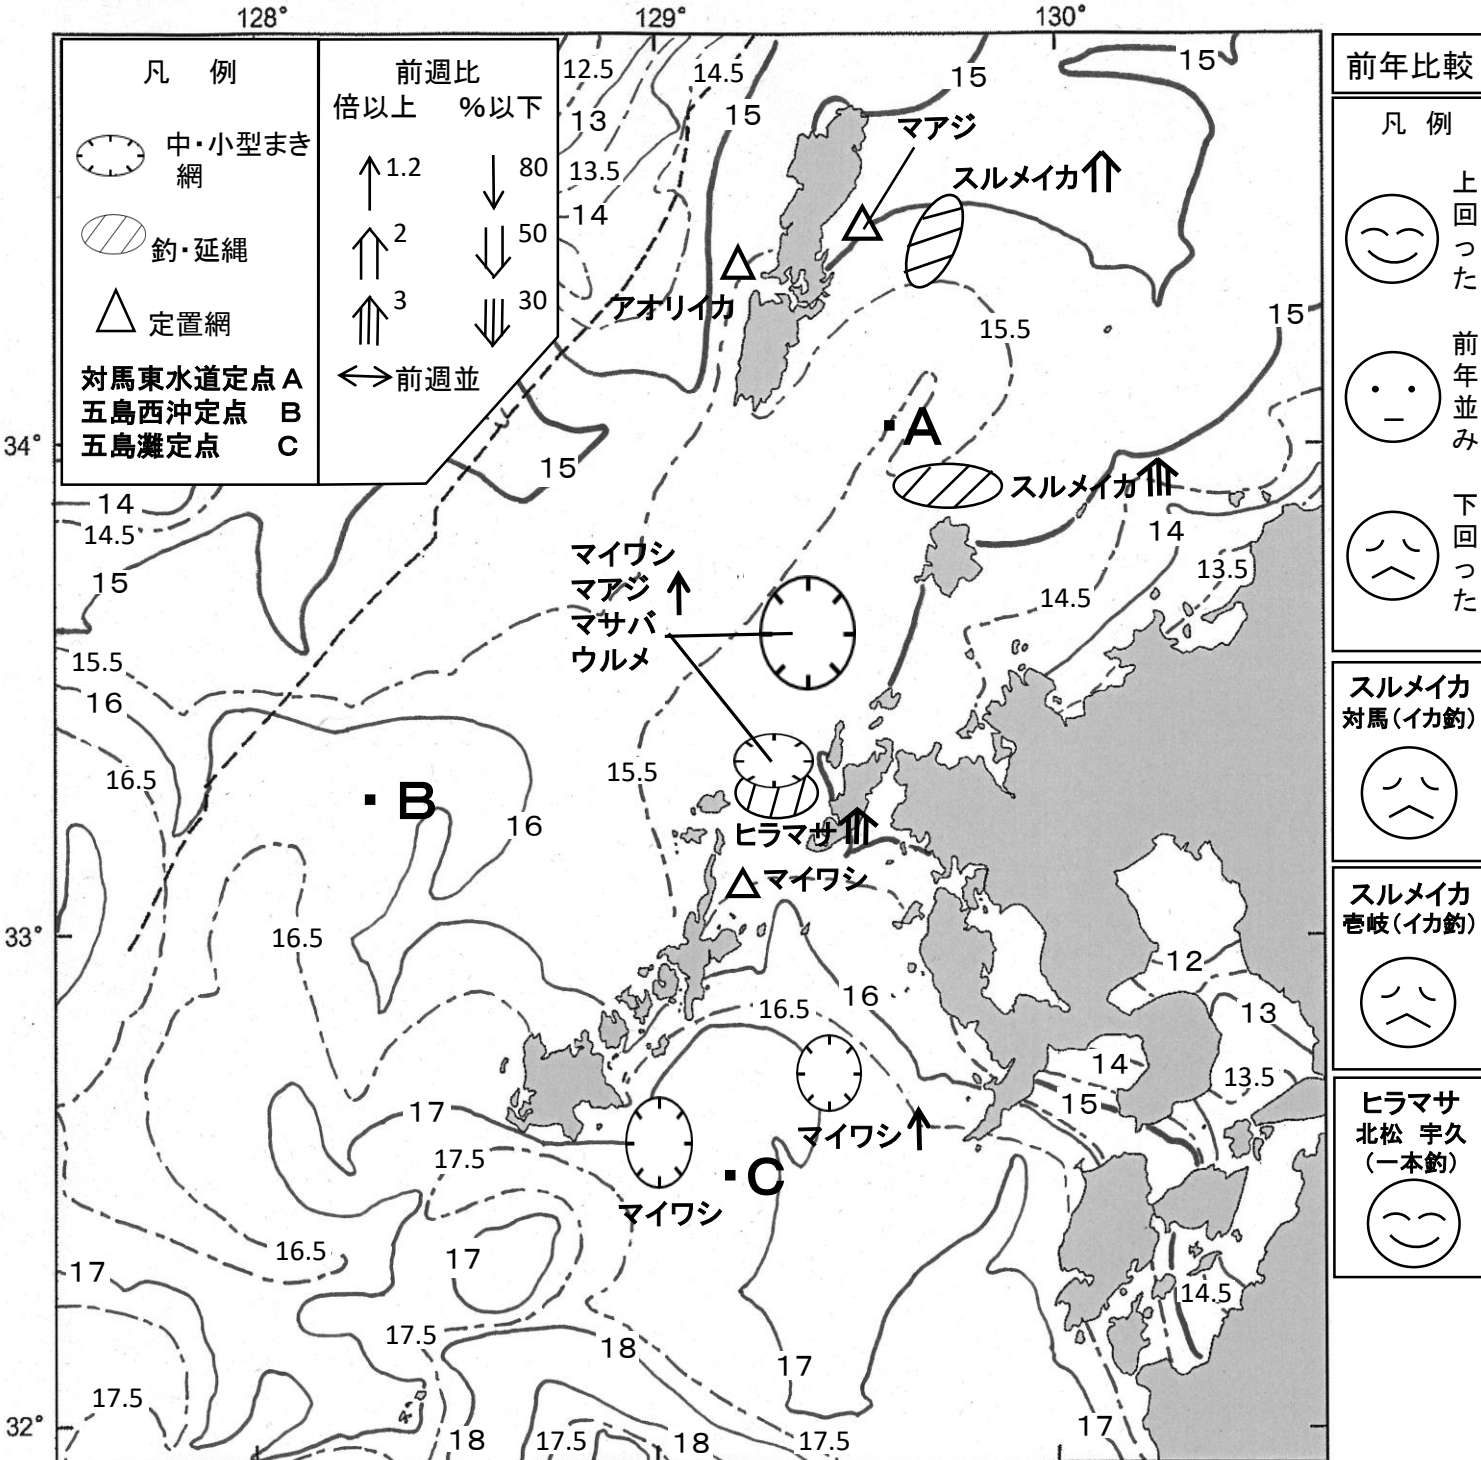 128°
129°
130°
凡 例
中・小型まき
網
釣・延縄
定置網
対馬東水道定点 A
五島西沖定点 B
五島灘定点 C
前週比
倍以上 %以下
1.2 80
2 50
3 30
前週並
12.5
14.5
15
15
15
13
13.5
14
マアジ
スルメイカ
アオリイカ
15.5
15
34°
A
15
スルメイカ
14
14.5
15
14
13.5
14.5
マイワシ
マアジ
マサバ
ウルメ
15.5
16
16.5
15.5
B
16
ヒラマサ
マイワシ
33°
16.5
12
16
16.5
13
14
13.5
15
17
マイワシ
17.5
C
マイワシ
16.5
17
17
14.5
17.5
18
17
17.5
32°
18
17.5
18
17.5
17
前年比較
凡 例
上回った
前年並み
下回った
スルメイカ
対馬(イカ釣)
スルメイカ
壱岐(イカ釣)
ヒラマサ
北松 宇久
(一本釣)